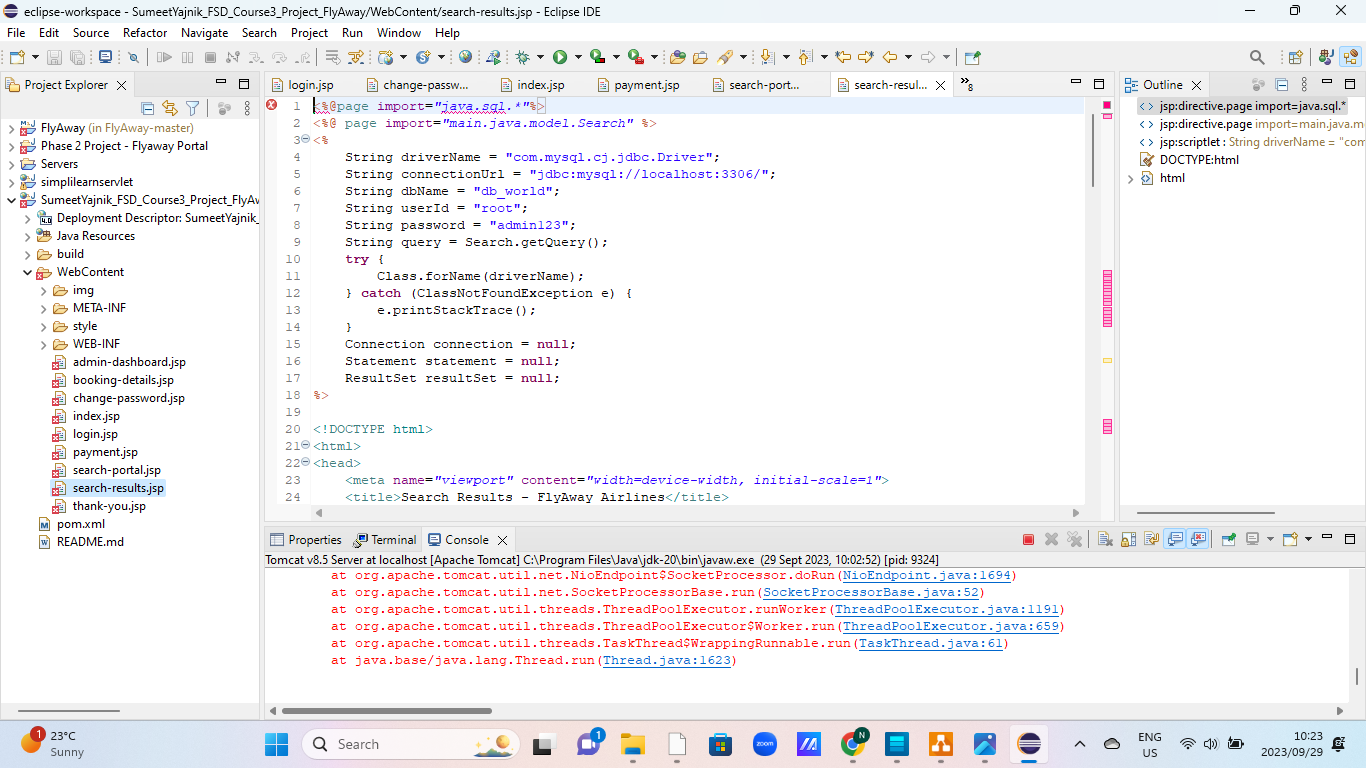 eclipse-workspace - SumeetYajnik_FSD_Course3_Project_FlyAway/WebContent/search-results.jsp - Eclipse IDE
File Edit Source Refactor Navigate Search Project Run Window Help
Project Explorer
FlyAway (in FlyAway-master)
Phase 2 Project - Flyaway Portal
Servers
simplilearnservlet
SumeetYajnik_FSD_Course3_Project_FlyAw
Deployment Descriptor: SumeetYajnik_
Java Resources
build
WebContent
img
META-INF
style
WEB-INF
admin-dashboard.jsp
booking-details.jsp
change-password.jsp
index.jsp
login.jsp
payment.jsp
search-portal.jsp
search-results.jsp
thank-you.jsp
pom.xml
README.md
login.jsp change-passw... index.jsp payment.jsp search-port... search-resul... »8
1 <%@page import="java.sql.*"%>
2 <%@ page import="main.java.model.Search" %>
3 <%
4 String driverName = "com.mysql.cj.jdbc.Driver";
5 String connectionUrl = "jdbc:mysql://localhost:3306/";
6 String dbName = "db_world";
7 String userId = "root";
8 String password = "admin123";
9 String query = Search.getQuery();
10 try {
11 Class.forName(driverName);
12 } catch (ClassNotFoundException e) {
13 e.printStackTrace();
14 }
15 Connection connection = null;
16 Statement statement = null;
17 ResultSet resultSet = null;
18 %>
19
20 <!DOCTYPE html>
21 <html>
22 <head>
23 <meta name="viewport" content="width=device-width, initial-scale=1">
24 <title>Search Results - FlyAway Airlines</title>
Outline
jsp:directive.page import=java.sql.*
jsp:directive.page import=main.java.m
jsp:scriptlet : String driverName = "com
DOCTYPE:html
html
Properties Terminal Console
Tomcat v8.5 Server at localhost [Apache Tomcat] C:\Program Files\Java\jdk-20\bin\javaw.exe (29 Sept 2023, 10:02:52) [pid: 9324]
at org.apache.tomcat.util.net.NioEndpoint$SocketProcessor.doRun(NioEndpoint.java:1694)
at org.apache.tomcat.util.net.SocketProcessorBase.run(SocketProcessorBase.java:52)
at org.apache.tomcat.util.threads.ThreadPoolExecutor.runWorker(ThreadPoolExecutor.java:1191)
at org.apache.tomcat.util.threads.ThreadPoolExecutor$Worker.run(ThreadPoolExecutor.java:659)
at org.apache.tomcat.util.threads.TaskThread$WrappingRunnable.run(TaskThread.java:61)
at java.base/java.lang.Thread.run(Thread.java:1623)
1
23°C
Sunny
Search
1
zoom
N
ENG
US
10:23
2023/09/29